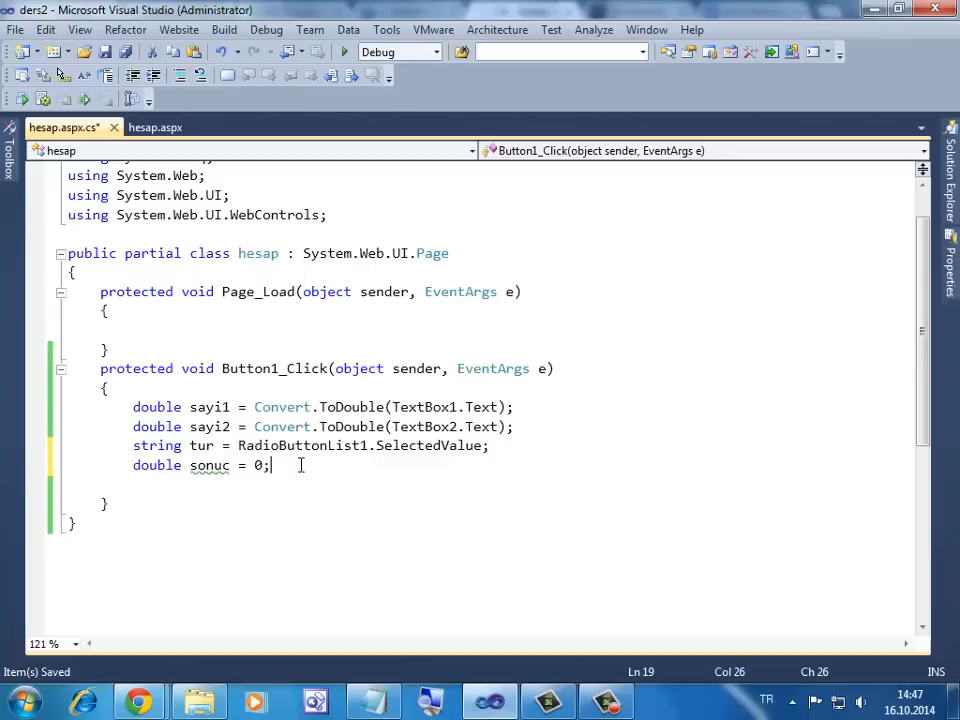 ders2 - Microsoft Visual Studio (Administrator)
File Edit View Refactor Website Build Debug Team Data Tools VMware Architecture Test Analyze Window Help
Debug
hesap.aspx.cs* hesap.aspx
hesap Button1_Click(object sender, EventArgs e)
Toolbox
Solution Explorer
Properties
using System.Web;
using System.Web.UI;
using System.Web.UI.WebControls;
public partial class hesap : System.Web.UI.Page
{
protected void Page_Load(object sender, EventArgs e)
{
}
protected void Button1_Click(object sender, EventArgs e)
{
double sayi1 = Convert.ToDouble(TextBox1.Text);
double sayi2 = Convert.ToDouble(TextBox2.Text);
string tur = RadioButtonList1.SelectedValue;
double sonuc = 0;
}
}
121 %
Item(s) Saved Ln 19 Col 26 Ch 26 INS
TR 14:47
16.10.2014